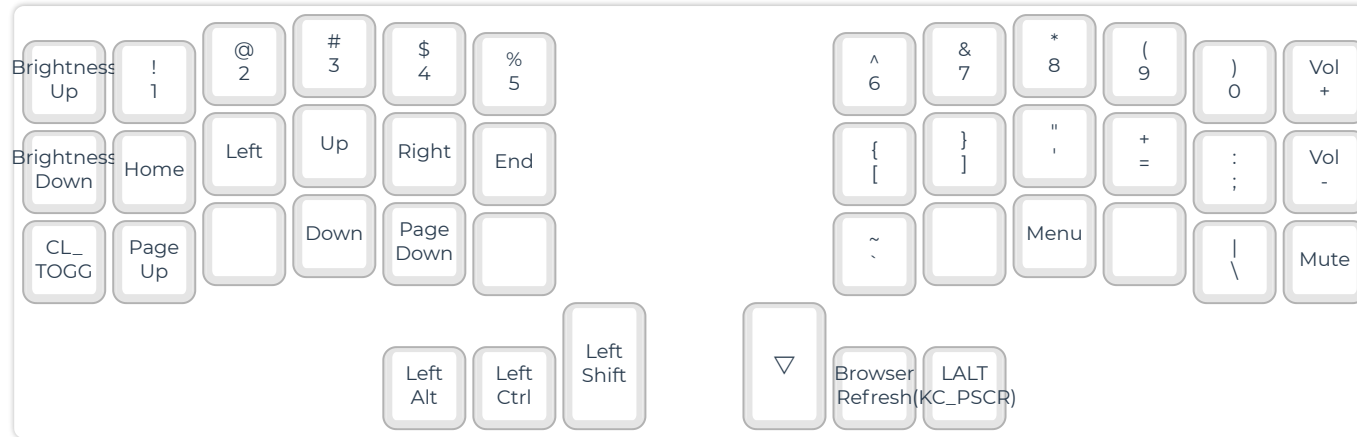 Brightness
Up
!
1
@
2
#
3
$
4
%
5
^
6
&
7
*
8
(
9
)
0
Vol
+
Brightness
Down
Home
Left
Up
Right
End
{
[
}
]
"
'
+
=
:
;
Vol
-
CL_
TOGG
Page
Up
Down
Page
Down
~
`
Menu
|
\
Mute
Left
Alt
Left
Ctrl
Left
Shift
▽
Browser
Refresh
LALT
(KC_PSCR)